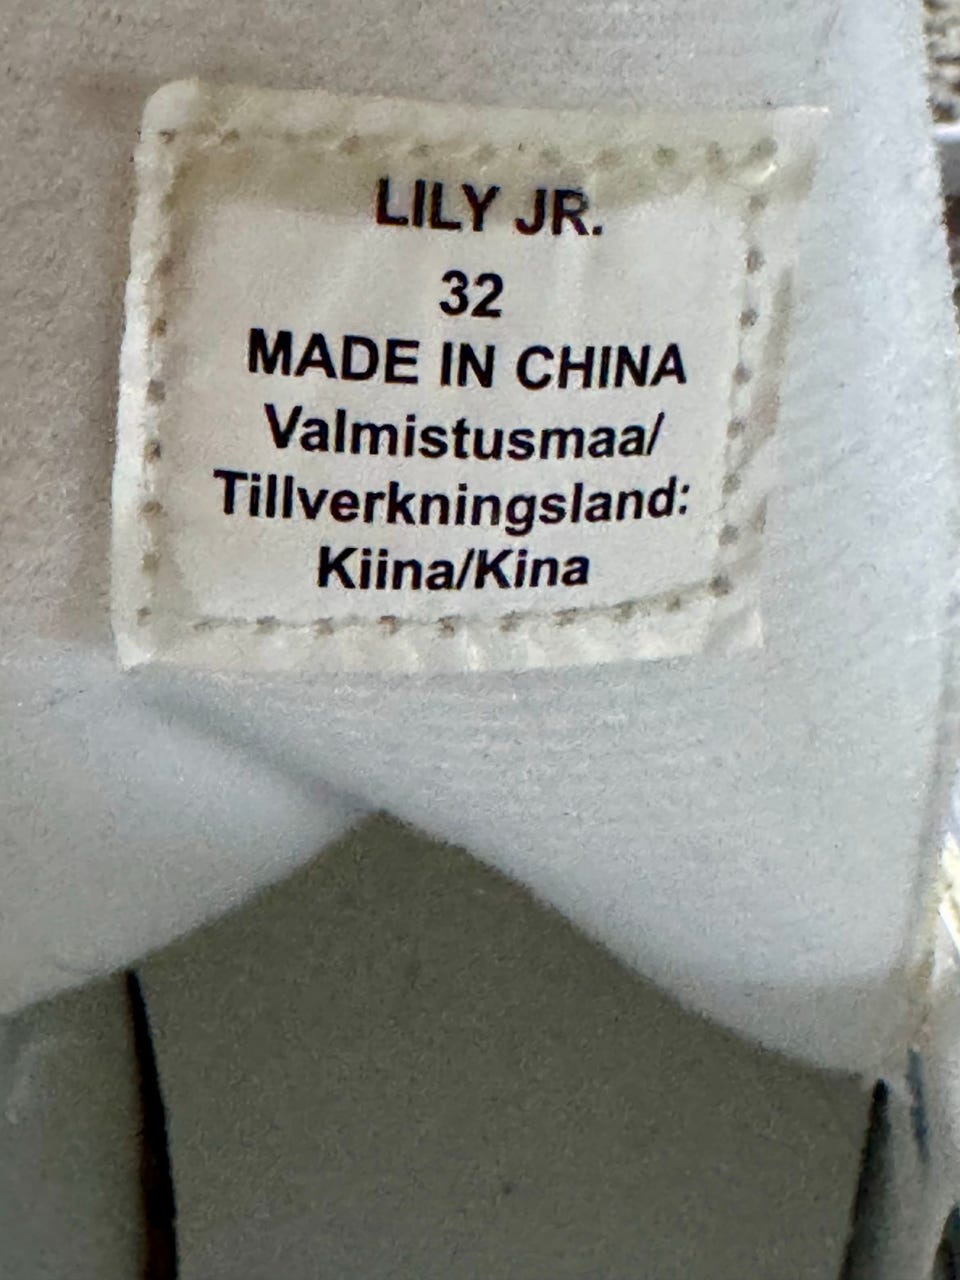 LILY JR.
32
MADE IN CHINA
Valmistusmaa/
Tillverkningsland:
Kiina/Kina